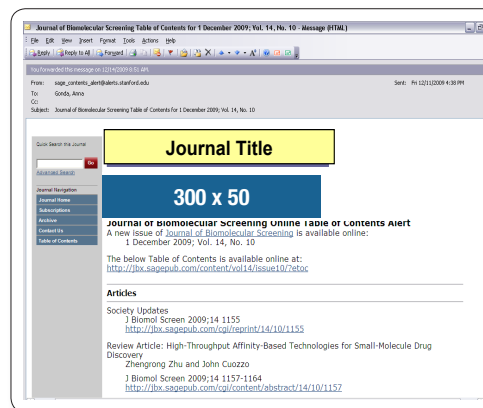 Journal of Biomolecular Screening Table of Contents for 1 December 2009; Vol. 14, No. 10 - Message (HTML)
File Edit View Insert Format Tools Actions Help
Reply Reply to All Forward
You forwarded this message on 12/14/2009 8:51 AM.
From: sage_contents_alert@alerts.stanford.edu Sent: Fri 12/11/2009 4:38 PM
To: Gonda, Anna
Cc:
Subject: Journal of Biomolecular Screening Table of Contents for 1 December 2009; Vol. 14, No. 10
Quick Search this Journal
Go
Advanced Search
Journal Navigation
Journal Home
Subscriptions
Archive
Contact Us
Table of Contents
Journal Title
300 x 50
Journal of Biomolecular Screening Online Table of Contents Alert
A new issue of Journal of Biomolecular Screening is available online:
1 December 2009; Vol. 14, No. 10
The below Table of Contents is available online at:
http://jbx.sagepub.com/content/vol14/issue10/?etoc
Articles
Society Updates
J Biomol Screen 2009;14 1155
http://jbx.sagepub.com/cgi/reprint/14/10/1155
Review Article: High-Throughput Affinity-Based Technologies for Small-Molecule Drug
Discovery
Zhengrong Zhu and John Cuozzo
J Biomol Screen 2009;14 1157-1164
http://jbx.sagepub.com/cgi/content/abstract/14/10/1157